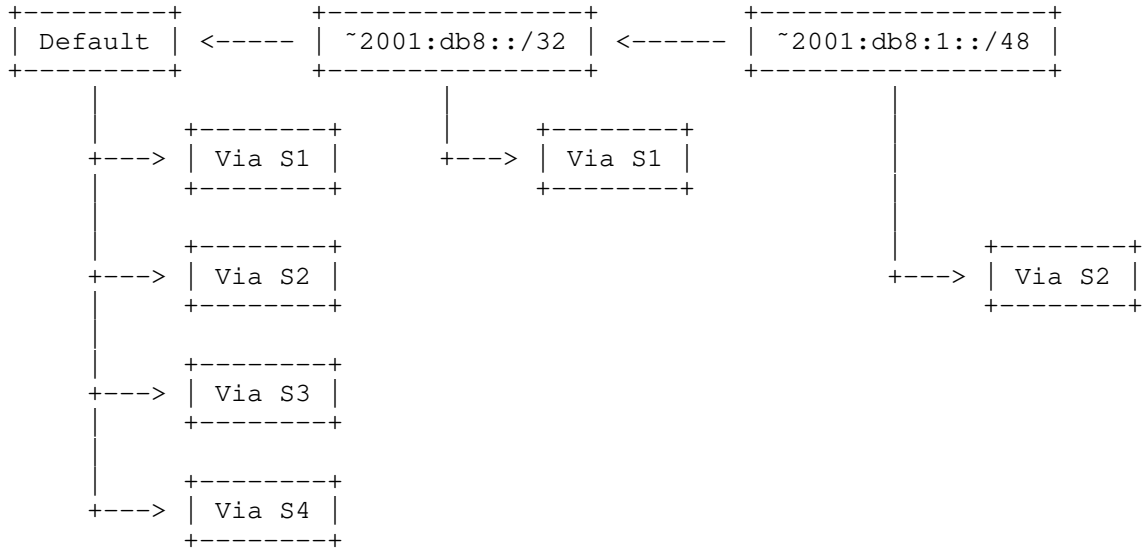 Default <----- ~2001:db8::/32 <------ ~2001:db8:1::/48
+---> Via S1 +---> Via S1
+---> Via S2 +---> Via S2
+---> Via S3
+---> Via S4